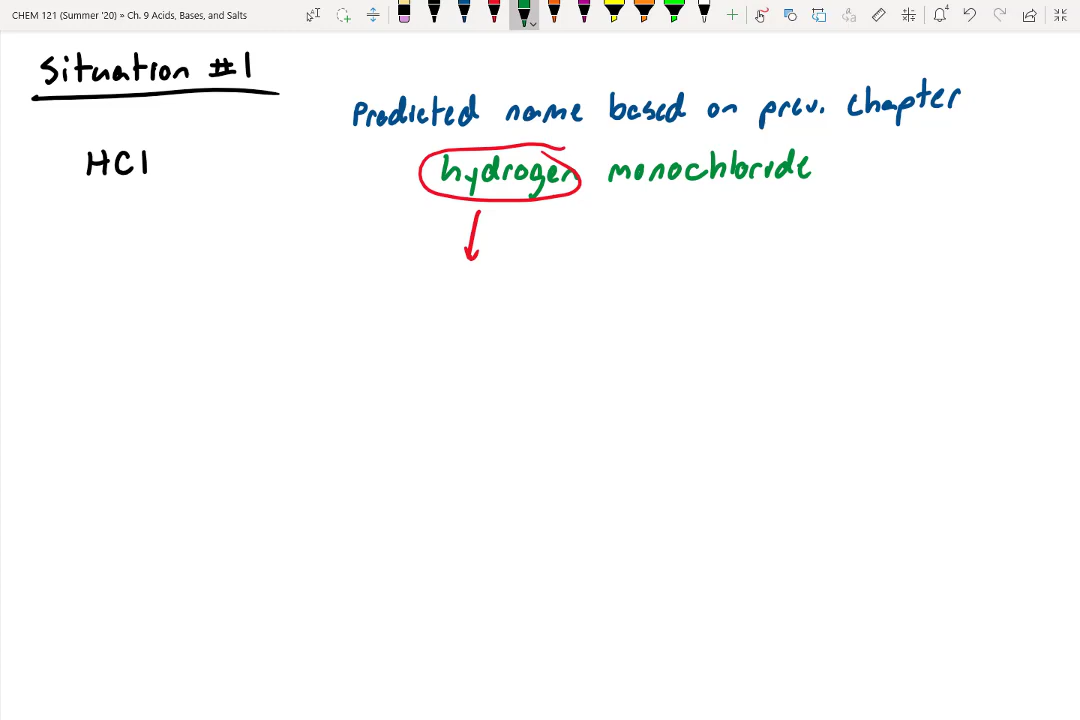 CHEM 121 (Summer '20) » Ch. 9 Acids, Bases, and Salts
Situation #1
Predicted name based on prev. chapter
HCl hydrogen monochloride